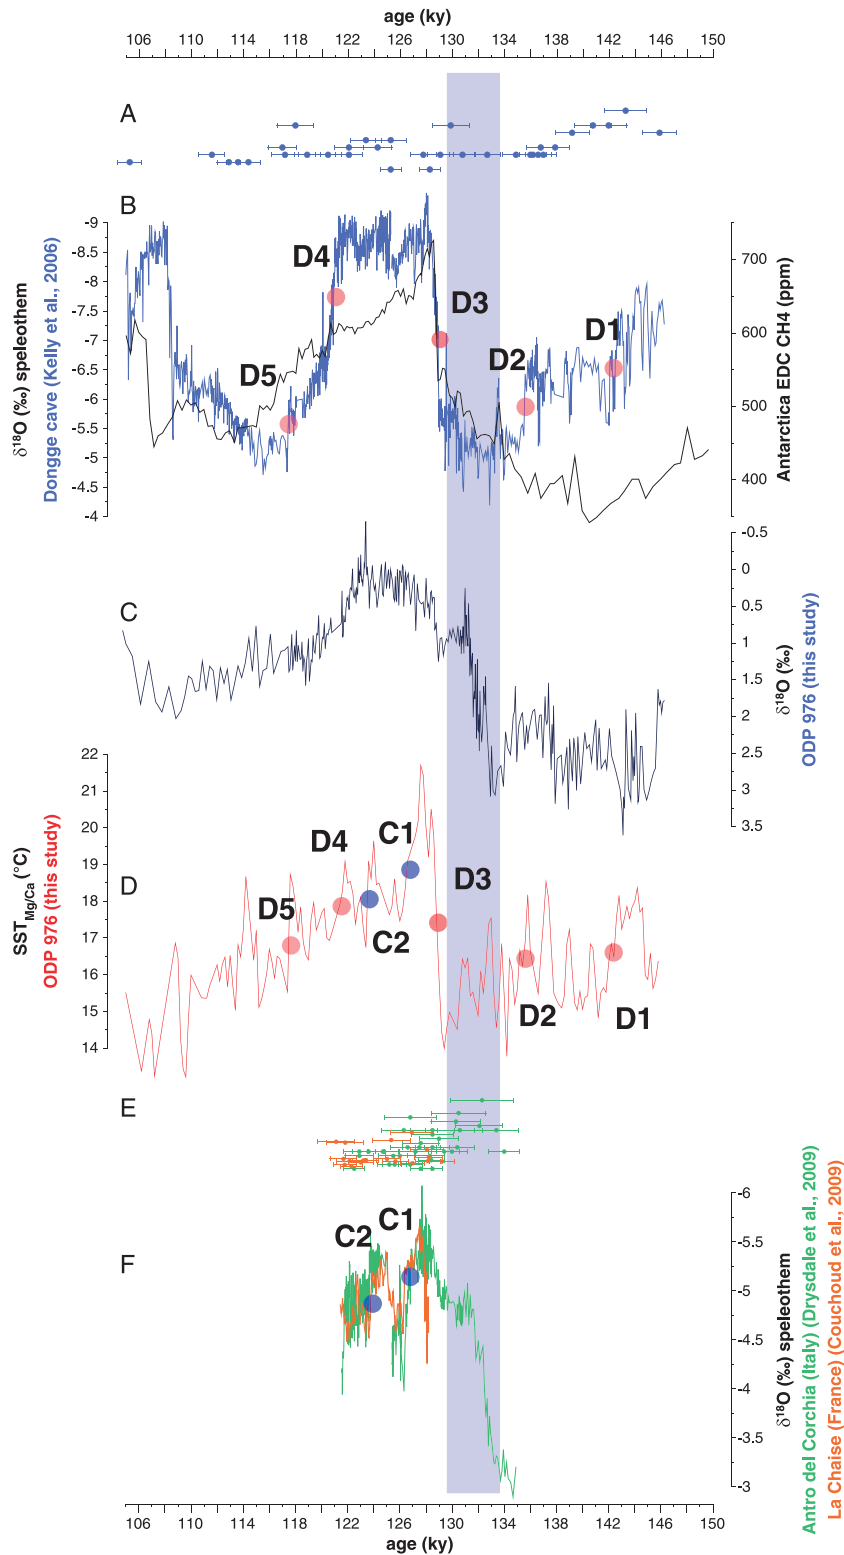 age (ky)
106 110 114 118 122 126 130 134 138 142 146 150
A
B
-9
-8.5
-8
-7.5
-7
-6.5
-6
-5.5
-5
-4.5
-4
δ18O (‰) speleothem
Dongge cave (Kelly et al., 2006)
D4
D3
D5
D2
D1
700
600
500
400
Antarctica EDC CH4 (ppm)
C
-0.5
0
0.5
1
1.5
2
2.5
3
3.5
δ18O (‰)
ODP 976 (this study)
D
22
21
20
19
18
17
16
15
14
SSTMg/Ca (°C)
ODP 976 (this study)
D4
C1
D3
D5
C2
D2
D1
E
F
C2
C1
-6
-5.5
-5
-4.5
-4
-3.5
-3
δ18O (‰) speleothem
Antro del Corchia (Italy) (Drysdale et al., 2009)
La Chaise (France) (Couchoud et al., 2009)
106 110 114 118 122 126 130 134 138 142 146 150
age (ky)